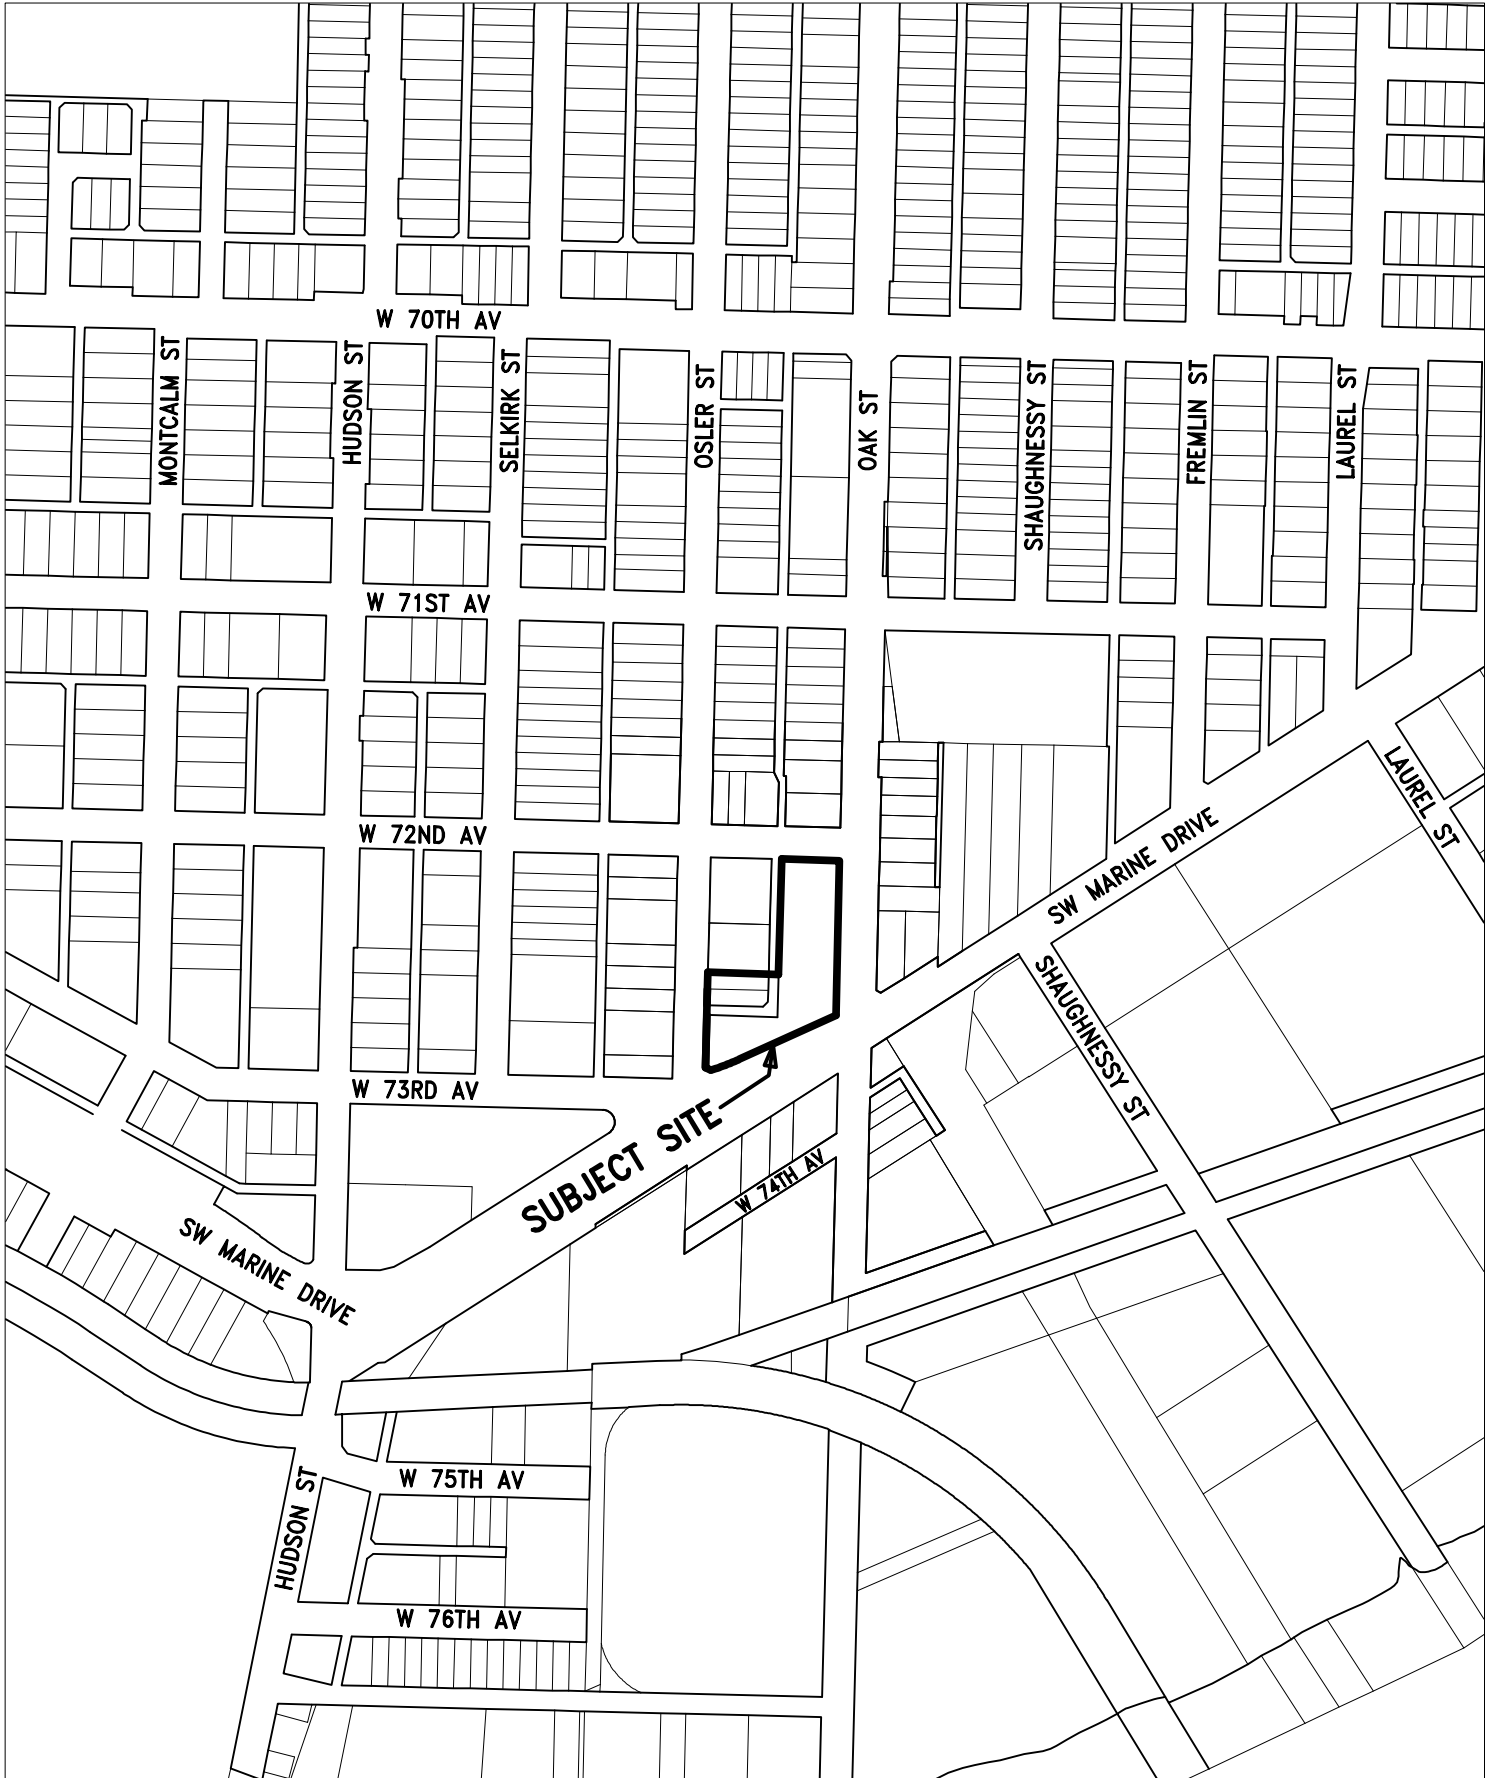 W 70TH AV
MONTCALM ST
HUDSON ST
SELKIRK ST
OSLER ST
OAK ST
SHAUGHNESSY ST
FREMLIN ST
LAUREL ST
W 71ST AV
LAUREL ST
W 72ND AV
SW MARINE DRIVE
SHAUGHNESSY ST
W 73RD AV
SUBJECT SITE
W 74TH AV
SW MARINE DRIVE
W 75TH AV
HUDSON ST
W 76TH AV